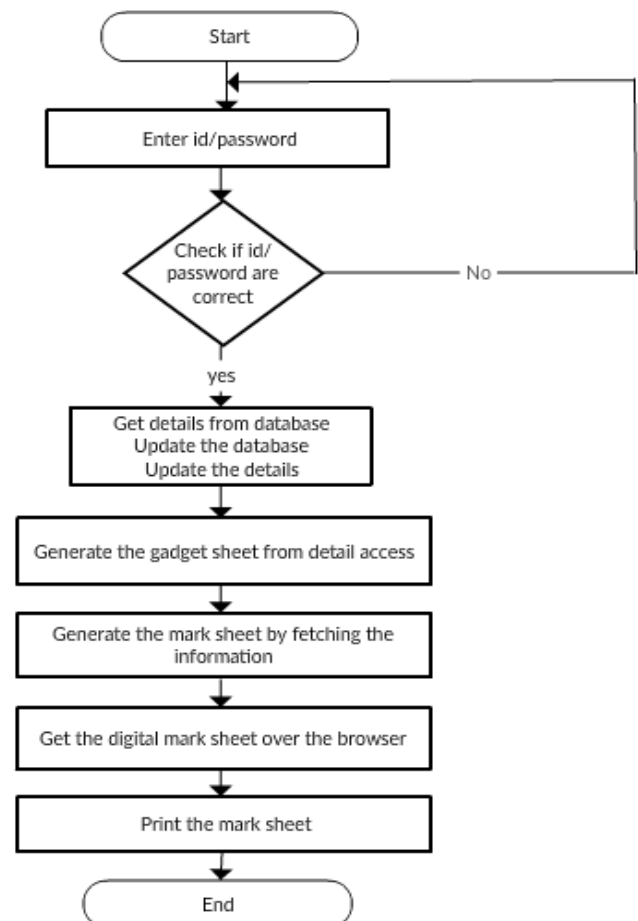 Start
Enter id/password
Check if id/
password are
correct
No
yes
Get details from database
Update the database
Update the details
Generate the gadget sheet from detail access
Generate the mark sheet by fetching the
information
Get the digital mark sheet over the browser
Print the mark sheet
End